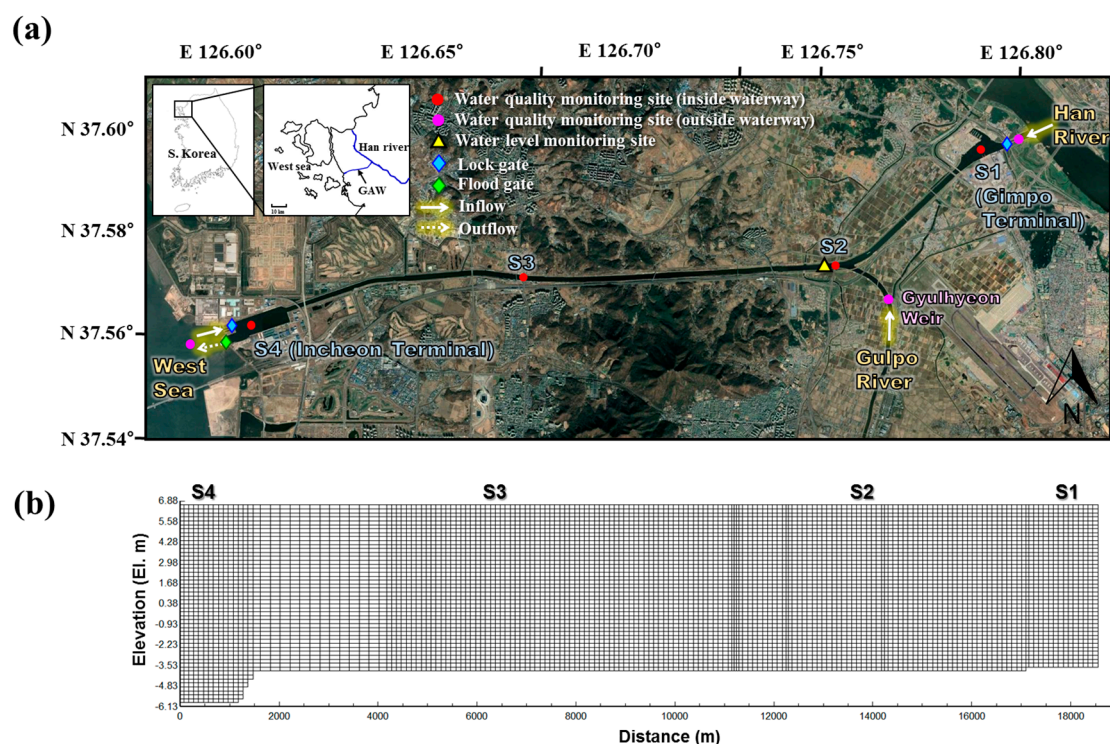 (a)
E 126.60°
E 126.65°
E 126.70°
E 126.75°
E 126.80°
N 37.60°
N 37.58°
N 37.56°
N 37.54°
S. Korea
West sea
Han river
GAW
10 km
Water quality monitoring site (inside waterway)
Water quality monitoring site (outside waterway)
Water level monitoring site
Lock gate
Flood gate
Inflow
Outflow
Han
River
S1
(Gimpo
Terminal)
S2
S3
Gyulhyeon
Weir
Gulpo
River
S4 (Incheon Terminal)
West
Sea
N
(b)
S4
S3
S2
S1
Elevation (El. m)
6.88
5.58
4.28
2.98
1.68
0.38
-0.93
-2.23
-3.53
-4.83
-6.13
0
2000
4000
6000
8000
10000
12000
14000
16000
18000
Distance (m)